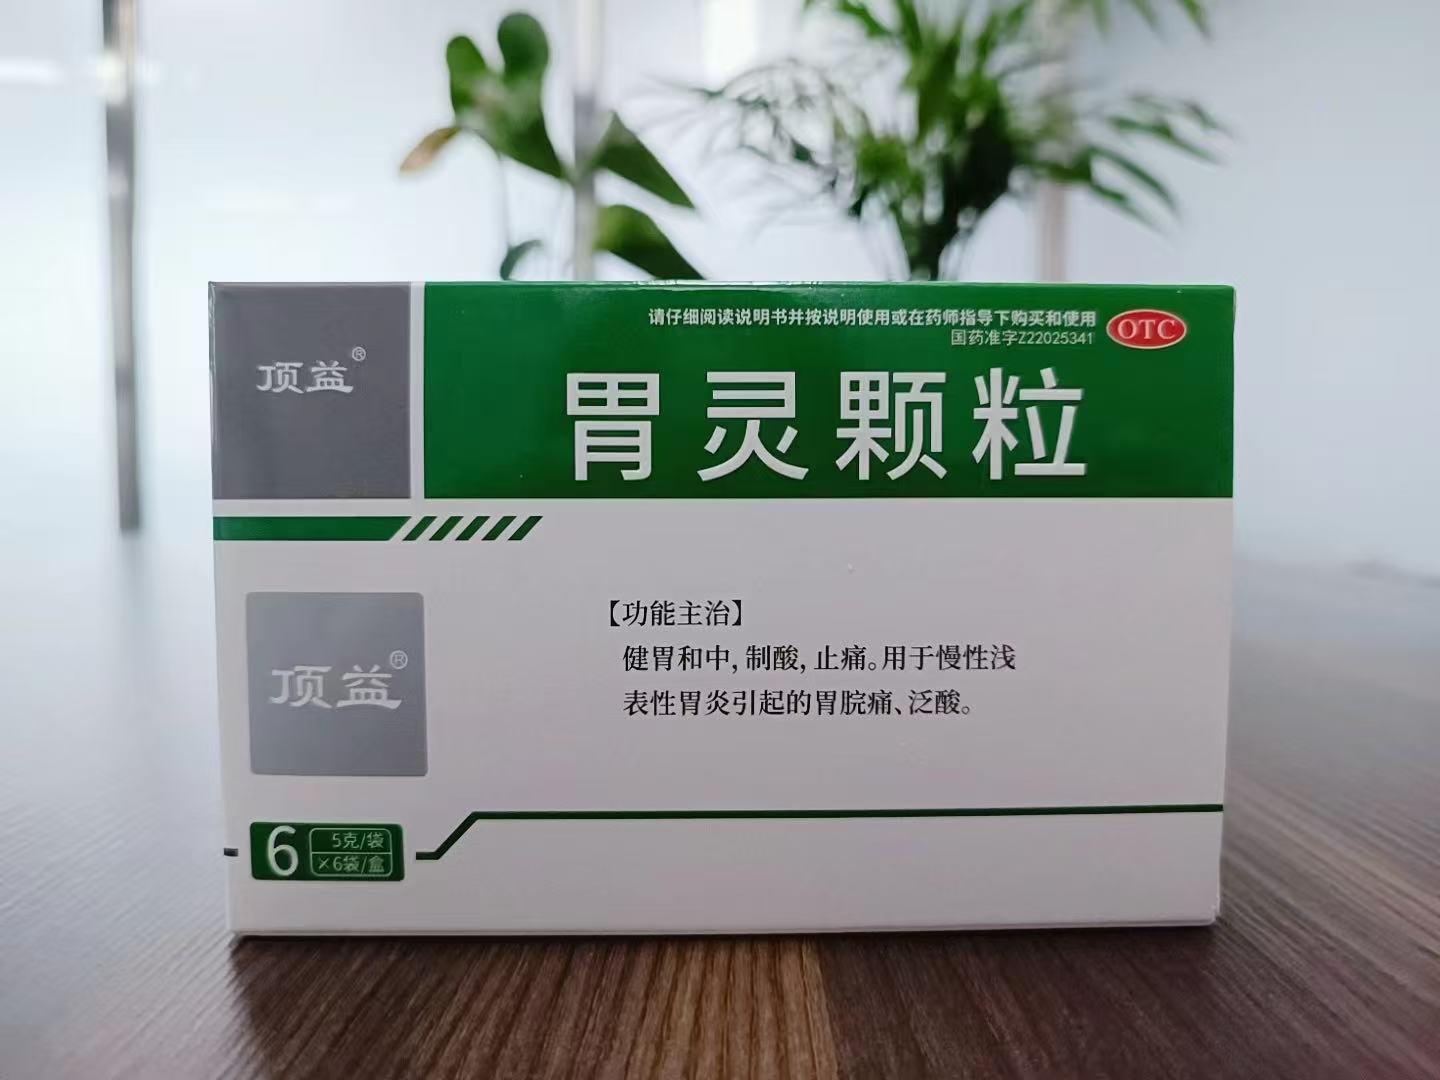 请仔细阅读说明书并按说明使用或在药师指导下购买和使用
国药准字Z22025341
OTC
顶益®
胃灵颗粒
【功能主治】
健胃和中，制酸，止痛。用于慢性浅
表性胃炎引起的胃脘痛、泛酸。
顶益®
6
5克/袋
×6袋/盒